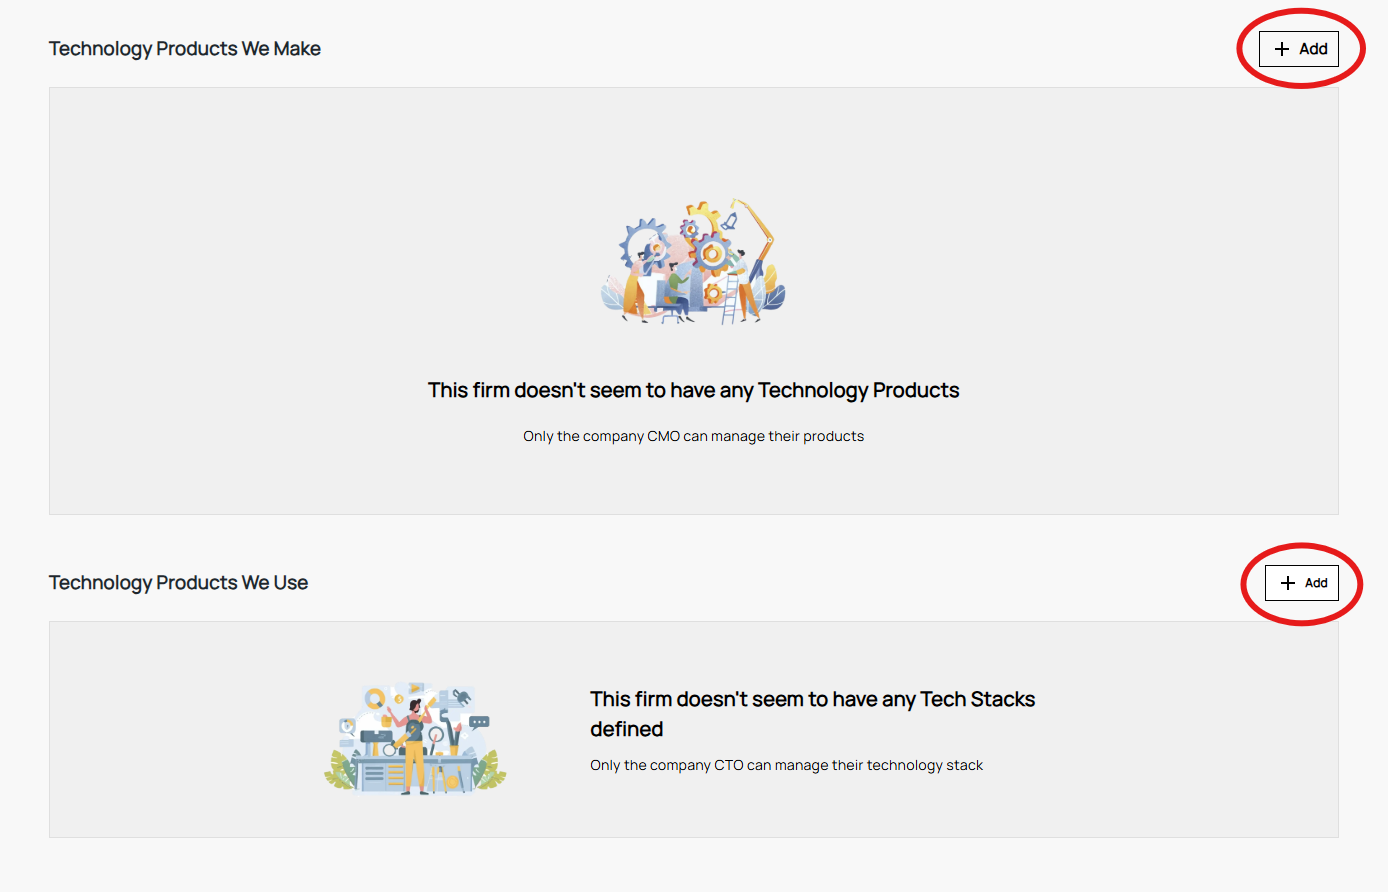 Technology Products We Make
Add
This firm doesn't seem to have any Technology Products
Only the company CMO can manage their products
Technology Products We Use
Add
This firm doesn't seem to have any Tech Stacks
defined
Only the company CTO can manage their technology stack